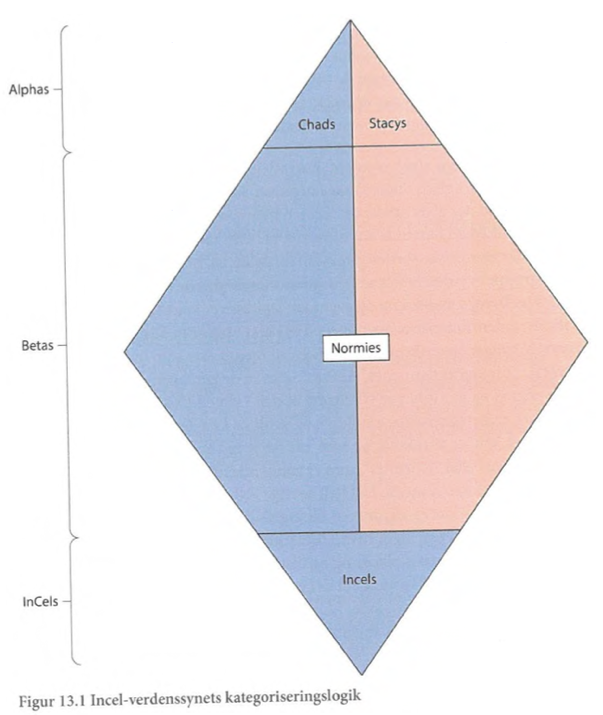 Alphas
Chads
Stacys
Betas
Normies
InCels
Incels
Figur 13.1 Incel-verdenssynets kategoriseringslogik